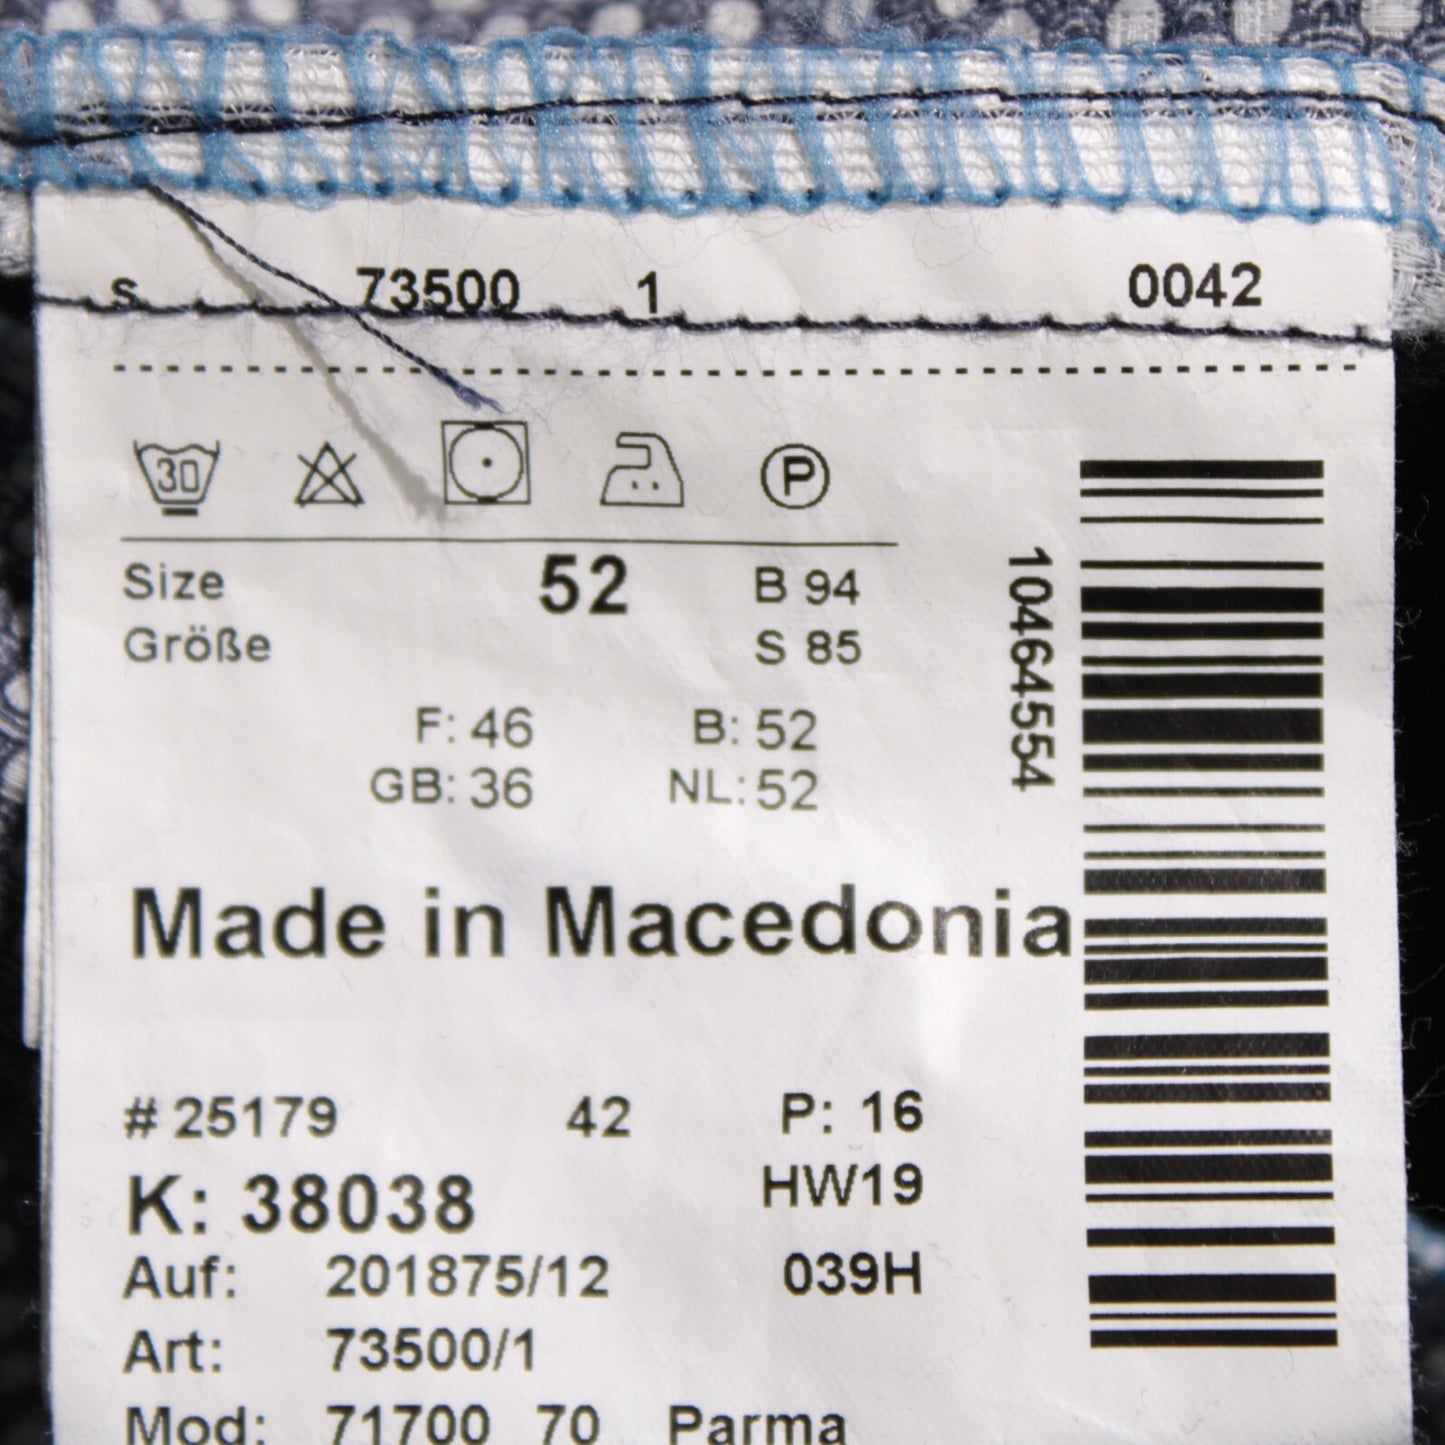 s 73500 1 0042
30 P
Size 52 B 94
Größe S 85
F: 46 B: 52
GB: 36 NL: 52
10464554
Made in Macedonia
# 25179 42 P: 16
K: 38038 HW19
Auf: 201875/12 039H
Art: 73500/1
Mod: 71700 70 Parma